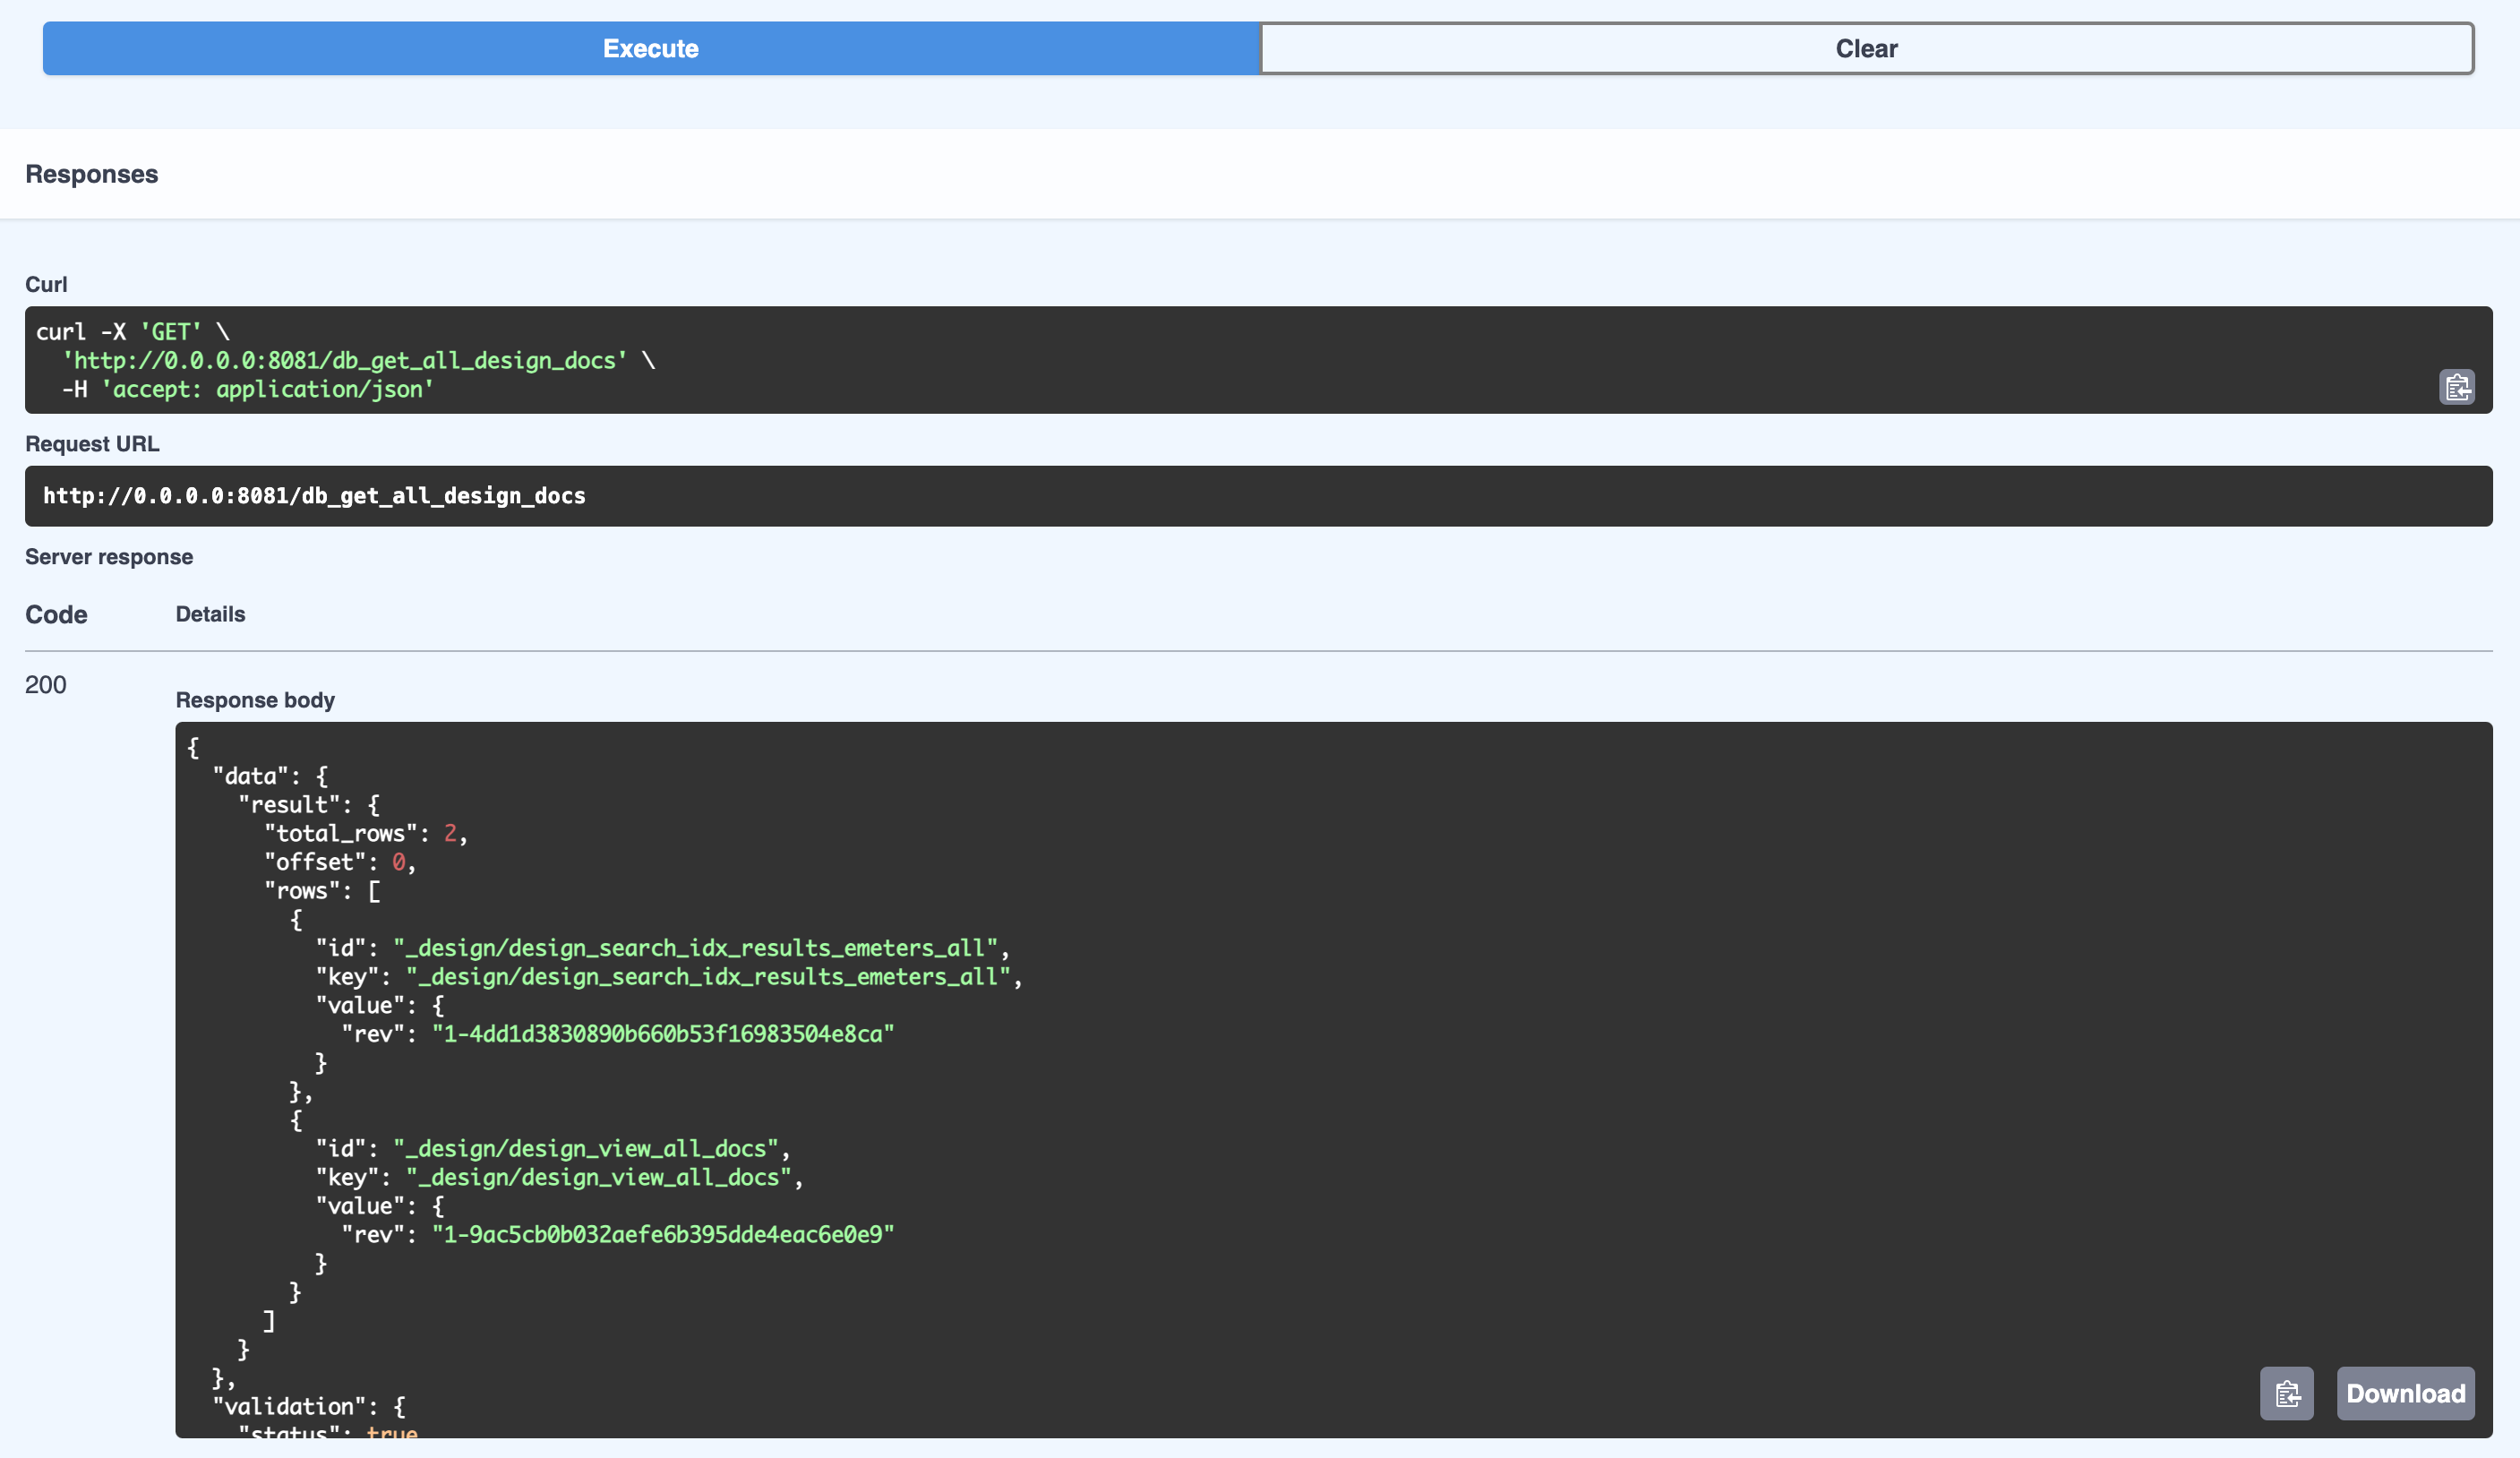 Execute
Clear
Responses
Curl
curl -X 'GET' \
  'http://0.0.0.0:8081/db_get_all_design_docs' \
  -H 'accept: application/json'
Request URL
http://0.0.0.0:8081/db_get_all_design_docs
Server response
Code
Details
200
Response body
{
  "data": {
    "result": {
      "total_rows": 2,
      "offset": 0,
      "rows": [
        {
          "id": "_design/design_search_idx_results_emeters_all",
          "key": "_design/design_search_idx_results_emeters_all",
          "value": {
            "rev": "1-4dd1d3830890b660b53f16983504e8ca"
          }
        },
        {
          "id": "_design/design_view_all_docs",
          "key": "_design/design_view_all_docs",
          "value": {
            "rev": "1-9ac5cb0b032aefe6b395dde4eac6e0e9"
          }
        }
      ]
    }
  },
  "validation": {
    "status": true
Download